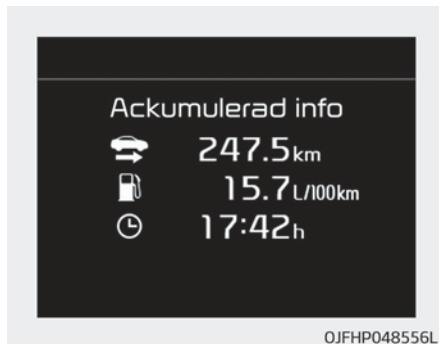 Ackumulerad info
247.5km
15.7L/100km
17:42h
OJFHP048556L